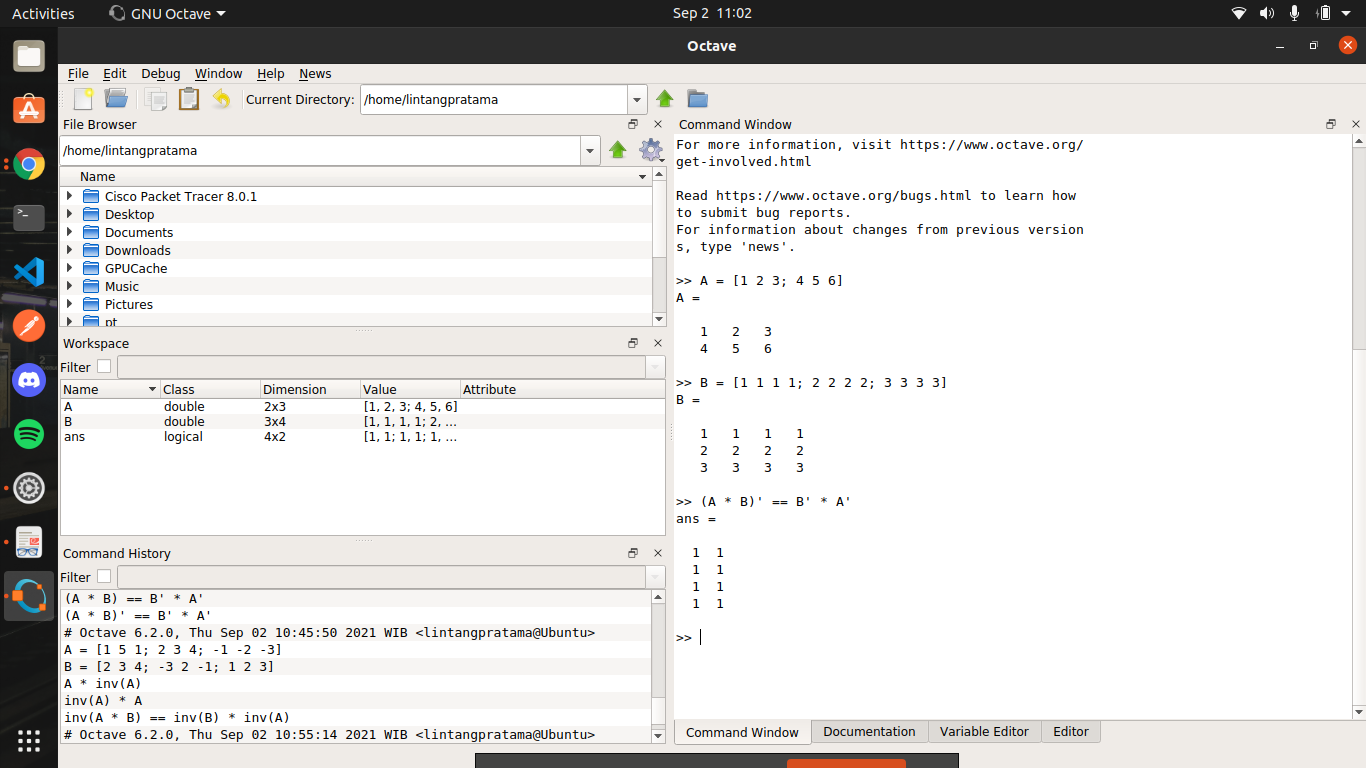 Activities GNU Octave Sep 2 11:02
Octave
File Edit Debug Window Help News
Current Directory: /home/lintangpratama
File Browser
/home/lintangpratama
Name
Cisco Packet Tracer 8.0.1
Desktop
Documents
Downloads
GPUCache
Music
Pictures
pt
Workspace
Filter
Name Class Dimension Value Attribute
A double 2x3 [1, 2, 3; 4, 5, 6]
B double 3x4 [1, 1, 1, 1; 2, ...
ans logical 4x2 [1, 1; 1, 1; 1, ...
Command History
Filter
(A * B) == B' * A'
(A * B)' == B' * A'
# Octave 6.2.0, Thu Sep 02 10:45:50 2021 WIB <lintangpratama@Ubuntu>
A = [1 5 1; 2 3 4; -1 -2 -3]
B = [2 3 4; -3 2 -1; 1 2 3]
A * inv(A)
inv(A) * A
inv(A * B) == inv(B) * inv(A)
# Octave 6.2.0, Thu Sep 02 10:55:14 2021 WIB <lintangpratama@Ubuntu>
Command Window
For more information, visit https://www.octave.org/
get-involved.html
Read https://www.octave.org/bugs.html to learn how
to submit bug reports.
For information about changes from previous version
s, type 'news'.
>> A = [1 2 3; 4 5 6]
A =
1 2 3
4 5 6
>> B = [1 1 1 1; 2 2 2 2; 3 3 3 3]
B =
1 1 1 1
2 2 2 2
3 3 3 3
>> (A * B)' == B' * A'
ans =
1 1
1 1
1 1
1 1
>>
Command Window Documentation Variable Editor Editor